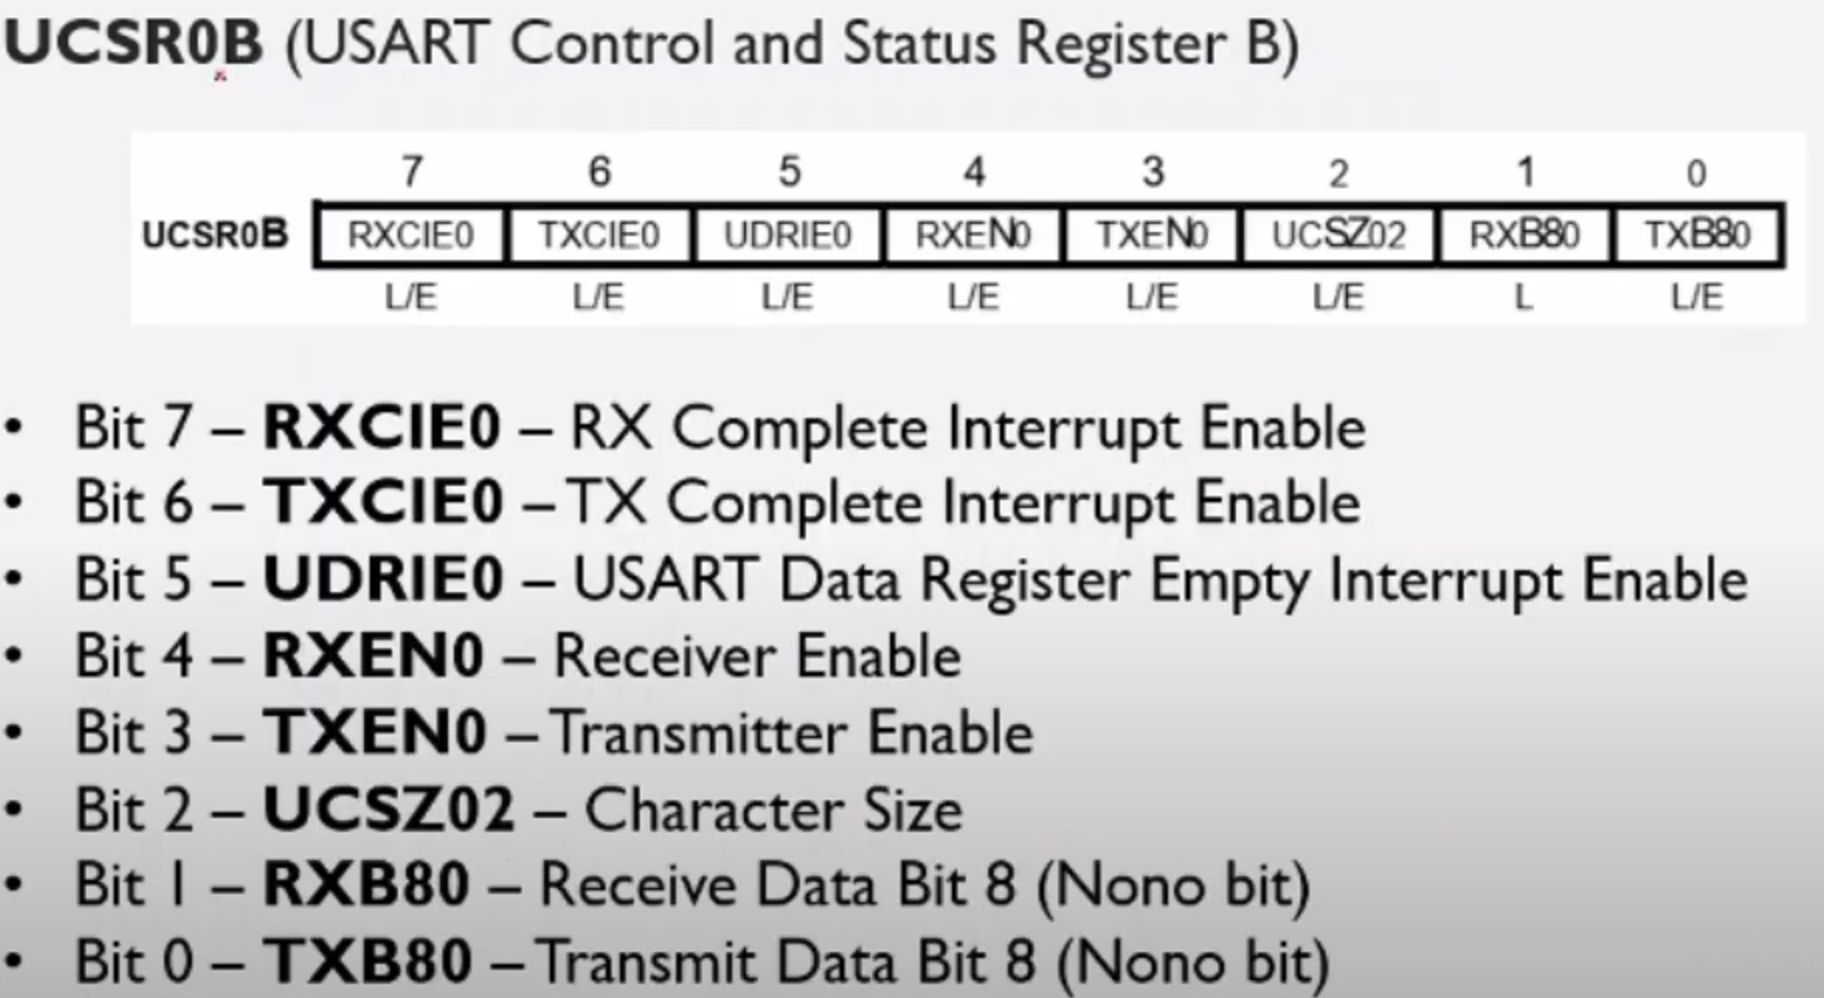 UCSR0B (USART Control and Status Register B)
7 6 5 4 3 2 1 0
UCSR0B RXCIE0 TXCIE0 UDRIE0 RXEN0 TXEN0 UCSZ02 RXB80 TXB80
L/E L/E L/E L/E L/E L/E L L/E
• Bit 7 – RXCIE0 – RX Complete Interrupt Enable
• Bit 6 – TXCIE0 – TX Complete Interrupt Enable
• Bit 5 – UDRIE0 – USART Data Register Empty Interrupt Enable
• Bit 4 – RXEN0 – Receiver Enable
• Bit 3 – TXEN0 – Transmitter Enable
• Bit 2 – UCSZ02 – Character Size
• Bit 1 – RXB80 – Receive Data Bit 8 (Nono bit)
• Bit 0 – TXB80 – Transmit Data Bit 8 (Nono bit)